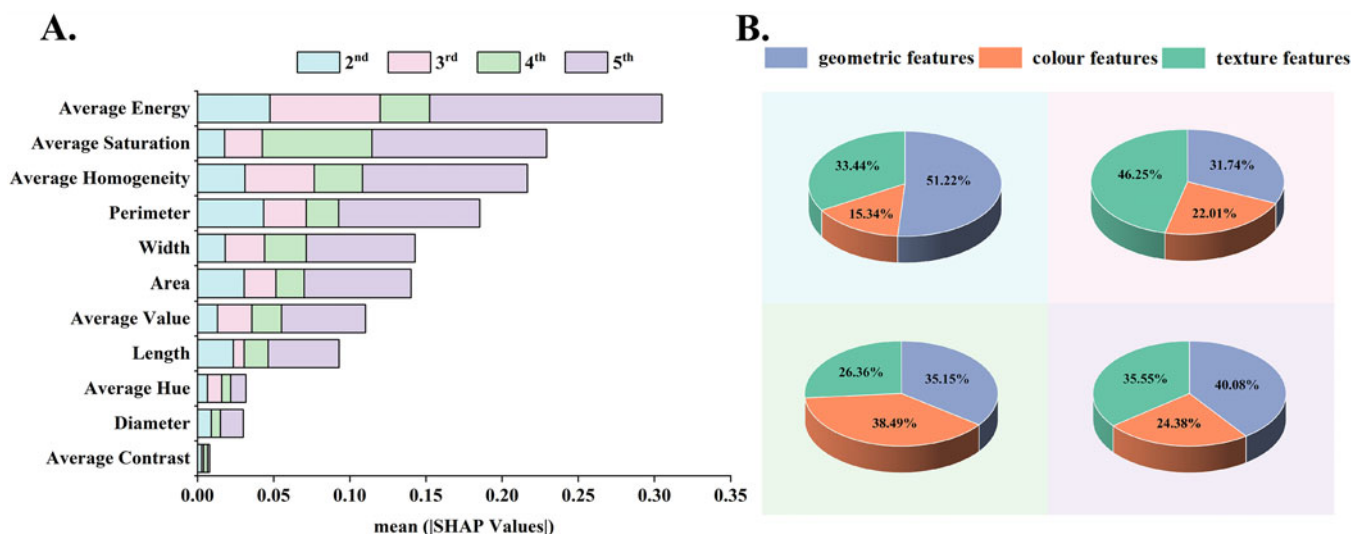 A.
2nd 3rd 4th 5th
Average Energy
Average Saturation
Average Homogeneity
Perimeter
Width
Area
Average Value
Length
Average Hue
Diameter
Average Contrast
0.00 0.05 0.10 0.15 0.20 0.25 0.30 0.35
mean (|SHAP Values|)
B.
geometric features colour features texture features
33.44% 51.22%
15.34%
46.25% 31.74%
22.01%
26.36% 35.15%
38.49%
35.55% 40.08%
24.38%